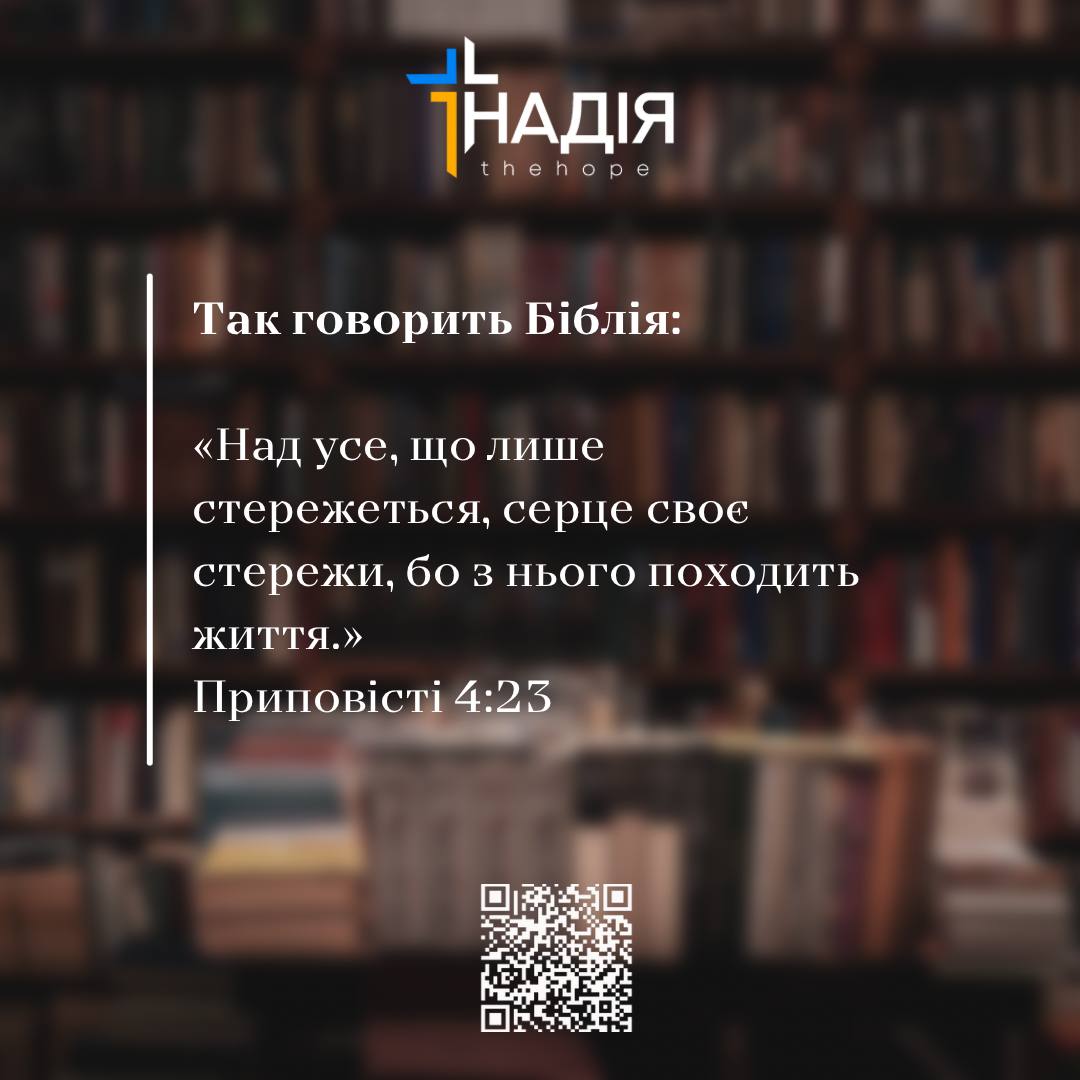 НАДІЯ
thehope
Так говорить Біблія:
«Над усе, що лише
стережеться, серце своє
стережи, бо з нього походить
життя.»
Приповісті 4:23